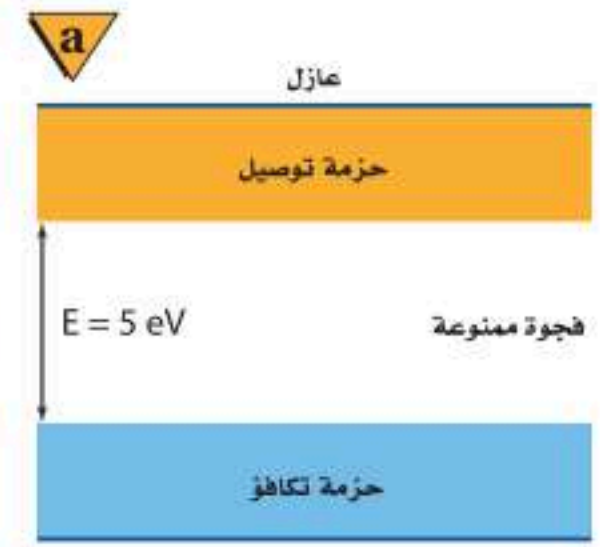 a
عازل
حزمة توصيل
E = 5 eV
فجوة ممنوعة
حزمة تكافؤ